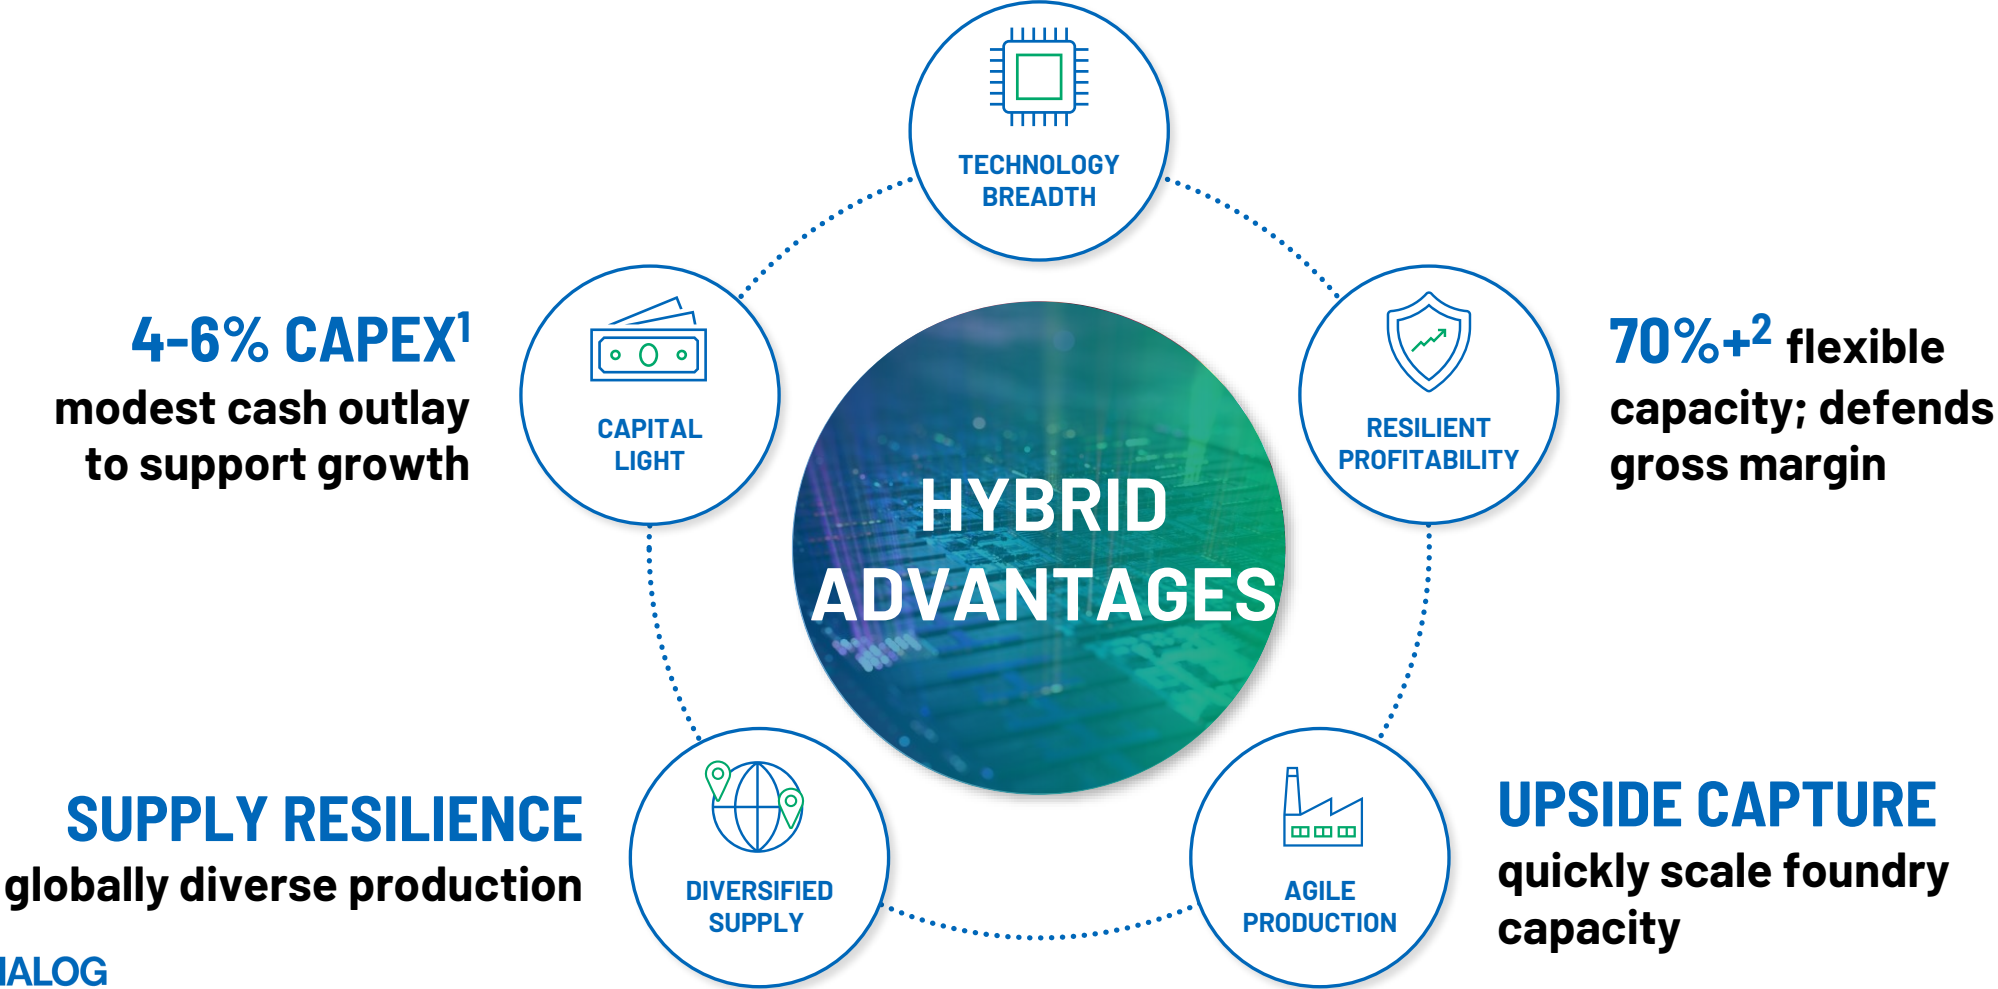 TECHNOLOGY
BREADTH
4-6% CAPEX¹
modest cash outlay
to support growth
CAPITAL
LIGHT
HYBRID
ADVANTAGES
RESILIENT
PROFITABILITY
70%+² flexible
capacity; defends
gross margin
SUPPLY RESILIENCE
globally diverse production
DIVERSIFIED
SUPPLY
AGILE
PRODUCTION
UPSIDE CAPTURE
quickly scale foundry
capacity
ALOG